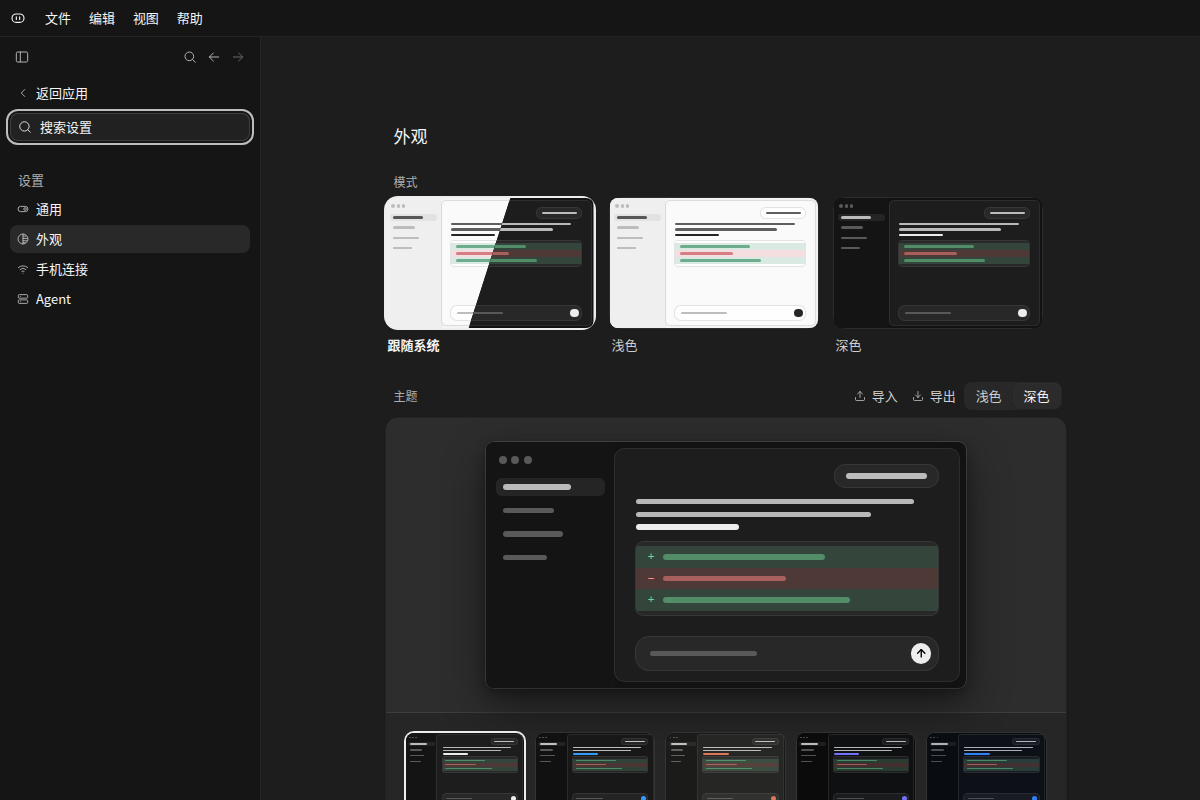 文件 编辑 视图 帮助
返回应用
搜索设置
设置
通用
外观
手机连接
Agent
外观
模式
跟随系统 浅色 深色
主题 导入 导出 浅色 深色